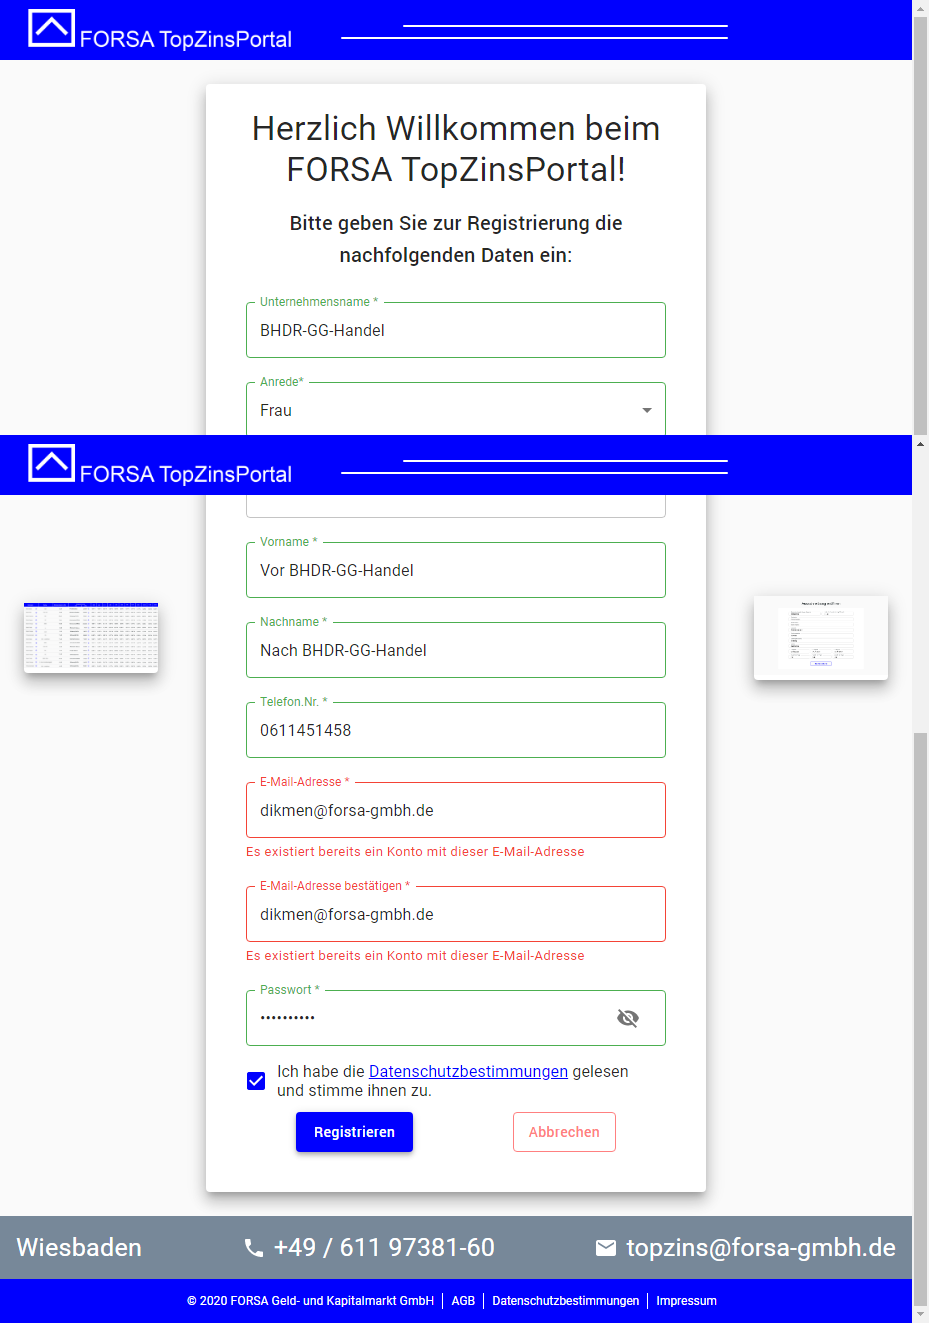 FORSA TopZinsPortal
Herzlich Willkommen beim
FORSA TopZinsPortal!
Bitte geben Sie zur Registrierung die
nachfolgenden Daten ein:
Unternehmensname *
BHDR-GG-Handel
Anrede*
Frau
FORSA TopZinsPortal
Vorname *
Vor BHDR-GG-Handel
Nachname *
Nach BHDR-GG-Handel
Telefon.Nr. *
0611451458
E-Mail-Adresse *
dikmen@forsa-gmbh.de
Es existiert bereits ein Konto mit dieser E-Mail-Adresse
E-Mail-Adresse bestätigen *
dikmen@forsa-gmbh.de
Es existiert bereits ein Konto mit dieser E-Mail-Adresse
Passwort *
••••••••••
Ich habe die Datenschutzbestimmungen gelesen
und stimme ihnen zu.
Registrieren Abbrechen
Wiesbaden +49 / 611 97381-60 topzins@forsa-gmbh.de
© 2020 FORSA Geld- und Kapitalmarkt GmbH | AGB | Datenschutzbestimmungen | Impressum